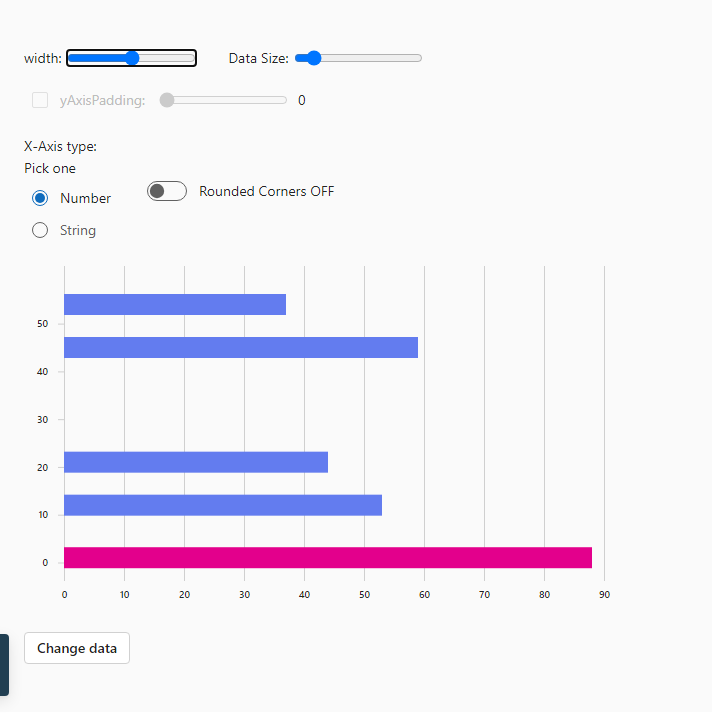 width: Data Size:
yAxisPadding: 0
X-Axis type:
Pick one
Number
Rounded Corners OFF
String
50
40
30
20
10
0
0 10 20 30 40 50 60 70 80 90
Change data